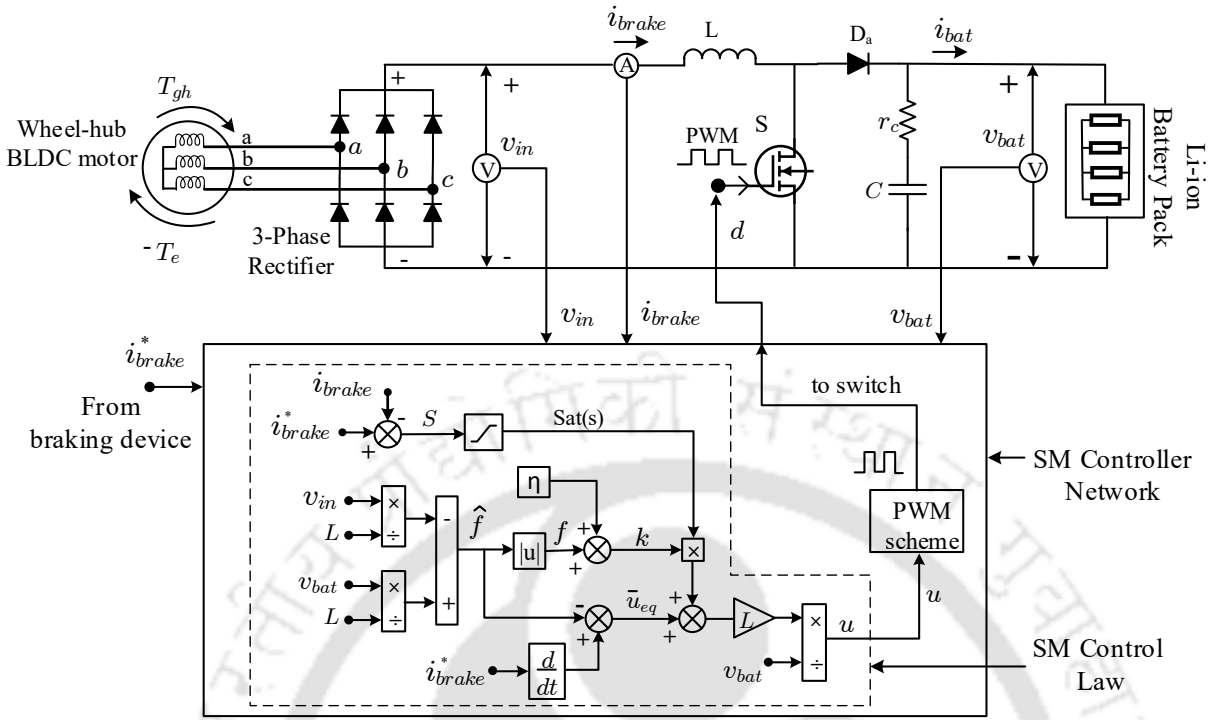 i_brake
L
D_a
i_bat
A
T_gh
Wheel-hub
BLDC motor
a
b
c
a
b
c
- T_e
3-Phase
Rectifier
+
-
+
v_in
V
-
PWM
S
d
r_c
C
+
v_bat
V
-
Li-ion
Battery Pack
v_in
i_brake
v_bat
i*_brake
From
braking device
to switch
i_brake
i*_brake
-
+
S
Sat(s)
η
v_in
L
×
÷
-
f̂
|u|
f
+
+
k
×
v_bat
L
×
÷
+
-
+
ū_eq
+
+
L
×
÷
u
v_bat
i*_brake
d
dt
PWM
scheme
u
SM Controller
Network
SM Control
Law